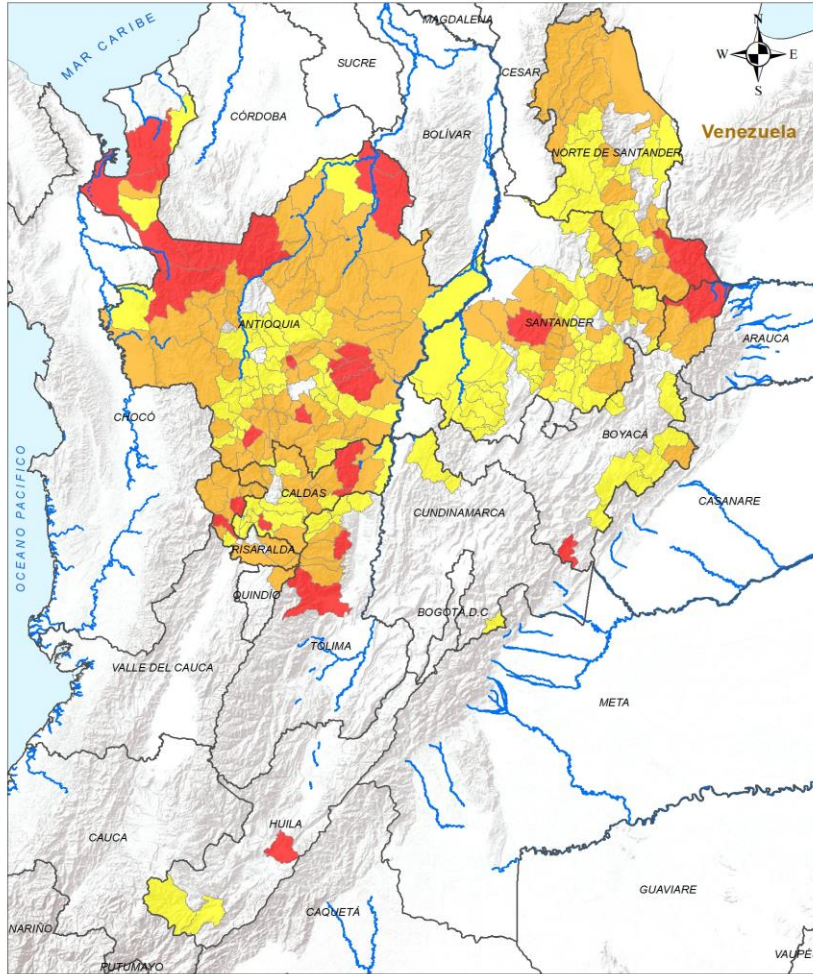 MAGDALENA
MAR CARIBE
N
W E
S
SUCRE
CESAR
CÓRDOBA
BOLÍVAR
Venezuela
NORTE DE SANTANDER
ANTIOQUIA
SANTANDER
ARAUCA
CHOCÓ
BOYACÁ
OCEANO PACIFICO
CALDAS
CASANARE
CUNDINAMARCA
RISARALDA
QUINDÍO
BOGOTÁ, D.C
TOLIMA
VALLE DEL CAUCA
META
HUILA
CAUCA
GUAVIARE
CAQUETÁ
NARIÑO
PUTUMAYO
VAUPÉ